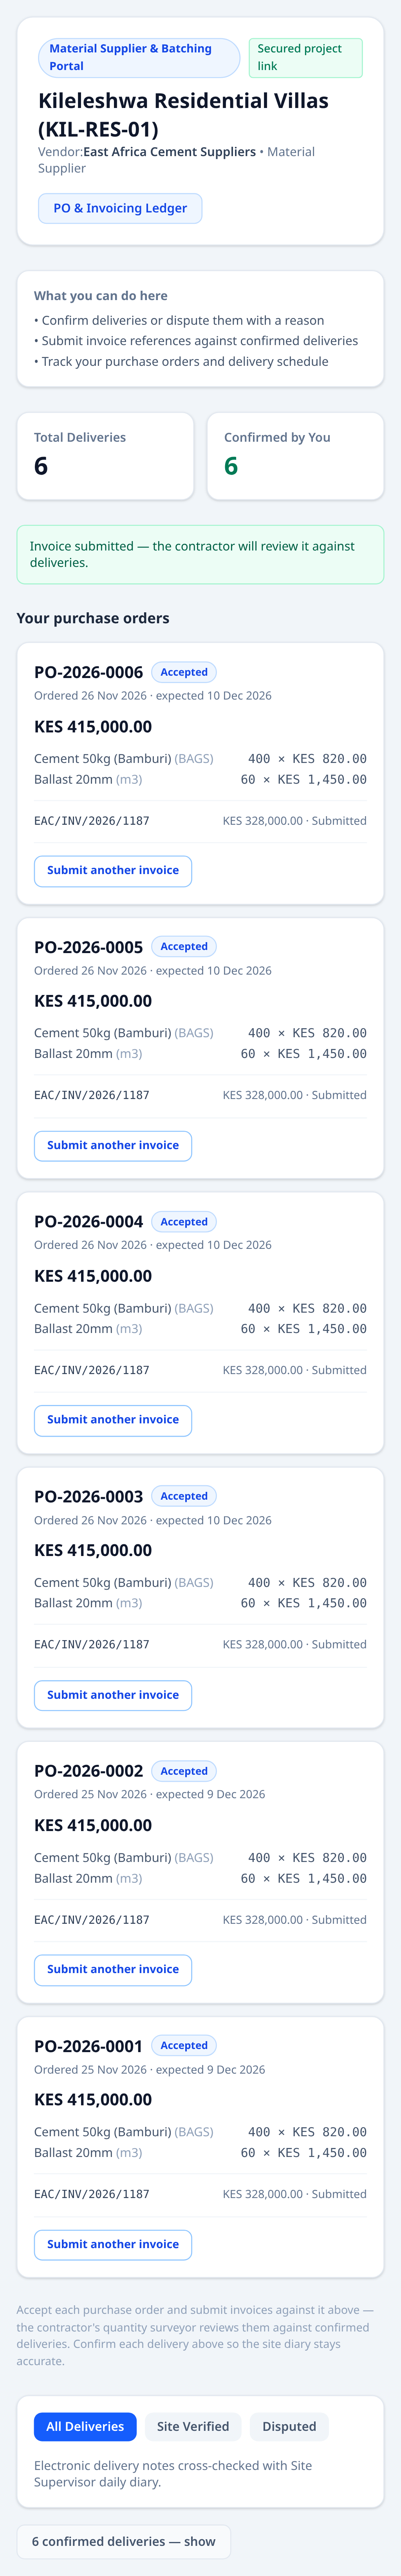 Material Supplier & Batching
Portal
Secured project
link
Kileleshwa Residential Villas
(KIL-RES-01)
Vendor:East Africa Cement Suppliers • Material
Supplier
PO & Invoicing Ledger
What you can do here
• Confirm deliveries or dispute them with a reason
• Submit invoice references against confirmed deliveries
• Track your purchase orders and delivery schedule
Total Deliveries
6
Confirmed by You
6
Invoice submitted — the contractor will review it against
deliveries.
Your purchase orders
PO-2026-0006 Accepted
Ordered 26 Nov 2026 · expected 10 Dec 2026
KES 415,000.00
Cement 50kg (Bamburi) (BAGS) 400 × KES 820.00
Ballast 20mm (m3) 60 × KES 1,450.00
EAC/INV/2026/1187 KES 328,000.00 · Submitted
Submit another invoice
PO-2026-0005 Accepted
Ordered 26 Nov 2026 · expected 10 Dec 2026
KES 415,000.00
Cement 50kg (Bamburi) (BAGS) 400 × KES 820.00
Ballast 20mm (m3) 60 × KES 1,450.00
EAC/INV/2026/1187 KES 328,000.00 · Submitted
Submit another invoice
PO-2026-0004 Accepted
Ordered 26 Nov 2026 · expected 10 Dec 2026
KES 415,000.00
Cement 50kg (Bamburi) (BAGS) 400 × KES 820.00
Ballast 20mm (m3) 60 × KES 1,450.00
EAC/INV/2026/1187 KES 328,000.00 · Submitted
Submit another invoice
PO-2026-0003 Accepted
Ordered 26 Nov 2026 · expected 10 Dec 2026
KES 415,000.00
Cement 50kg (Bamburi) (BAGS) 400 × KES 820.00
Ballast 20mm (m3) 60 × KES 1,450.00
EAC/INV/2026/1187 KES 328,000.00 · Submitted
Submit another invoice
PO-2026-0002 Accepted
Ordered 25 Nov 2026 · expected 9 Dec 2026
KES 415,000.00
Cement 50kg (Bamburi) (BAGS) 400 × KES 820.00
Ballast 20mm (m3) 60 × KES 1,450.00
EAC/INV/2026/1187 KES 328,000.00 · Submitted
Submit another invoice
PO-2026-0001 Accepted
Ordered 25 Nov 2026 · expected 9 Dec 2026
KES 415,000.00
Cement 50kg (Bamburi) (BAGS) 400 × KES 820.00
Ballast 20mm (m3) 60 × KES 1,450.00
EAC/INV/2026/1187 KES 328,000.00 · Submitted
Submit another invoice
Accept each purchase order and submit invoices against it above —
the contractor's quantity surveyor reviews them against confirmed
deliveries. Confirm each delivery above so the site diary stays
accurate.
All Deliveries Site Verified Disputed
Electronic delivery notes cross-checked with Site
Supervisor daily diary.
6 confirmed deliveries — show